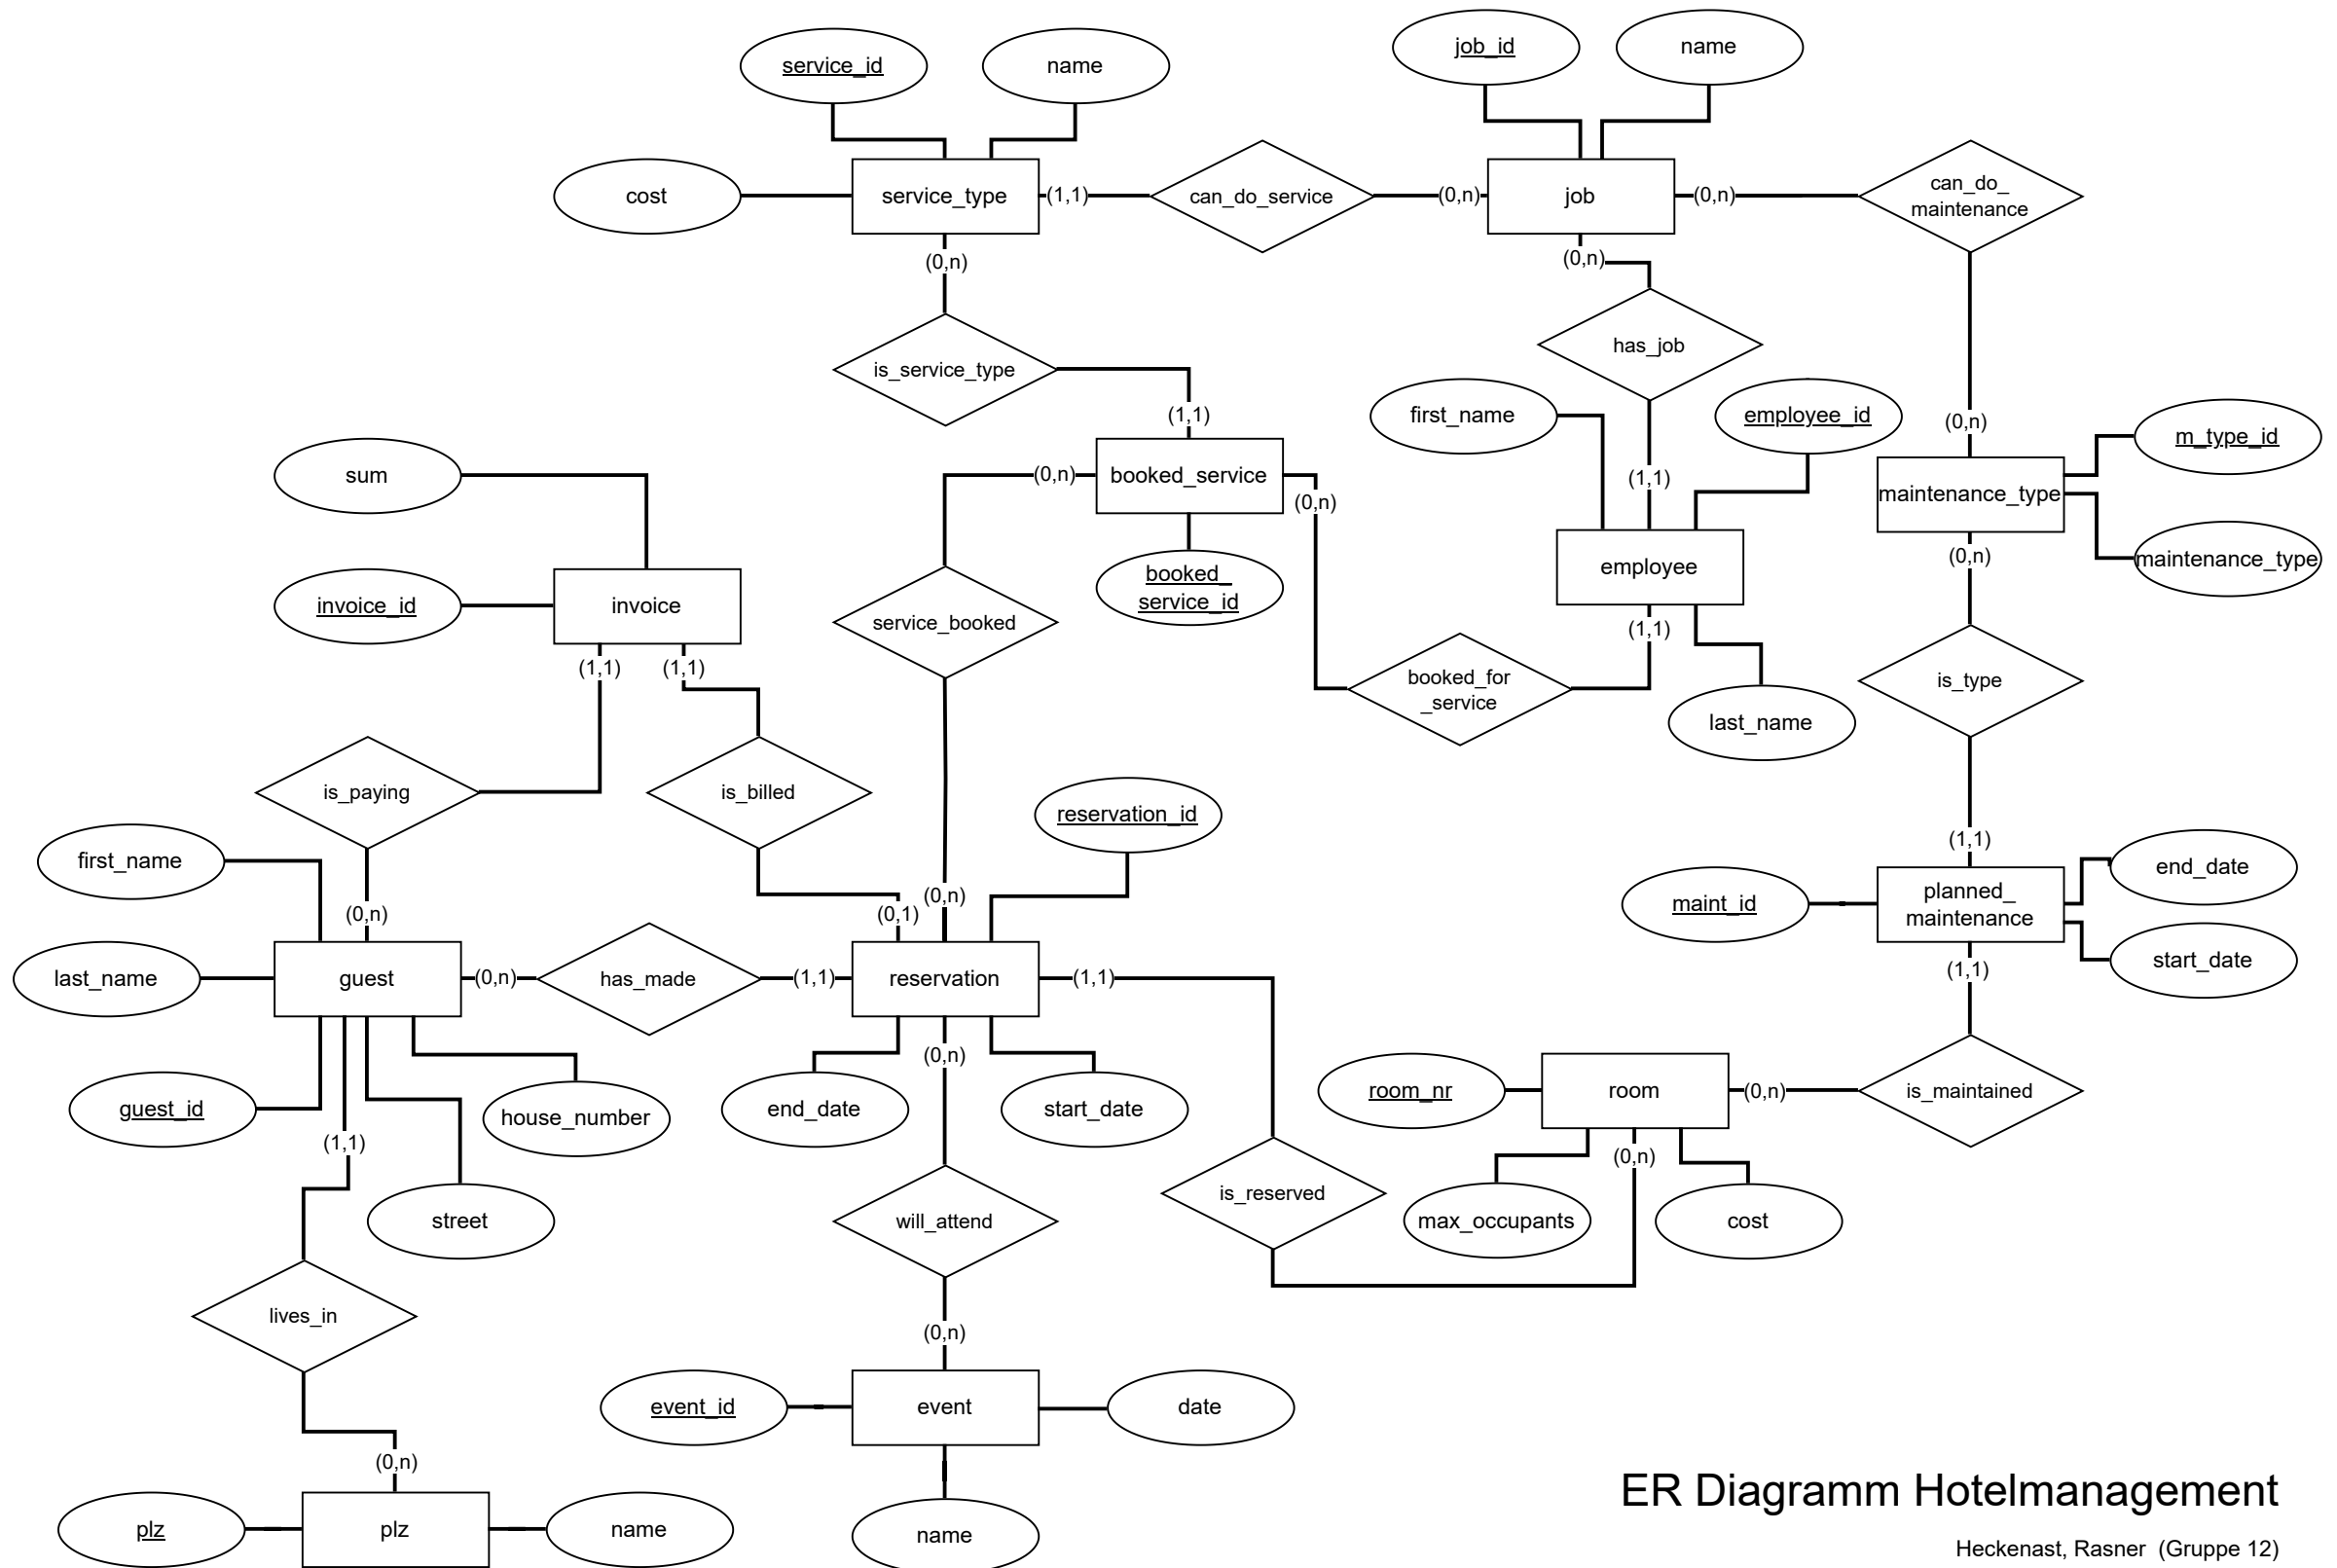 job_id
name
service_id
name
cost
service_type
(1,1)
can_do_service
(0,n)
job
(0,n)
can_do_
maintenance
(0,n)
(0,n)
has_job
is_service_type
(1,1)
first_name
employee_id
(0,n)
m_type_id
sum
(0,n)
booked_service
(0,n)
(1,1)
maintenance_type
maintenance_type
booked_
service_id
employee
(0,n)
invoice_id
invoice
service_booked
(1,1)
(1,1)
(1,1)
booked_for
_service
is_type
last_name
is_paying
is_billed
reservation_id
(1,1)
first_name
end_date
maint_id
planned_
maintenance
(0,n)
(0,1)
(0,n)
start_date
last_name
guest
(0,n)
has_made
(1,1)
reservation
(1,1)
(1,1)
(0,n)
guest_id
house_number
end_date
start_date
room_nr
room
(0,n)
is_maintained
(1,1)
(0,n)
street
will_attend
is_reserved
max_occupants
cost
lives_in
(0,n)
event_id
event
date
(0,n)
plz
plz
name
name
ER Diagramm Hotelmanagement
Heckenast, Rasner (Gruppe 12)